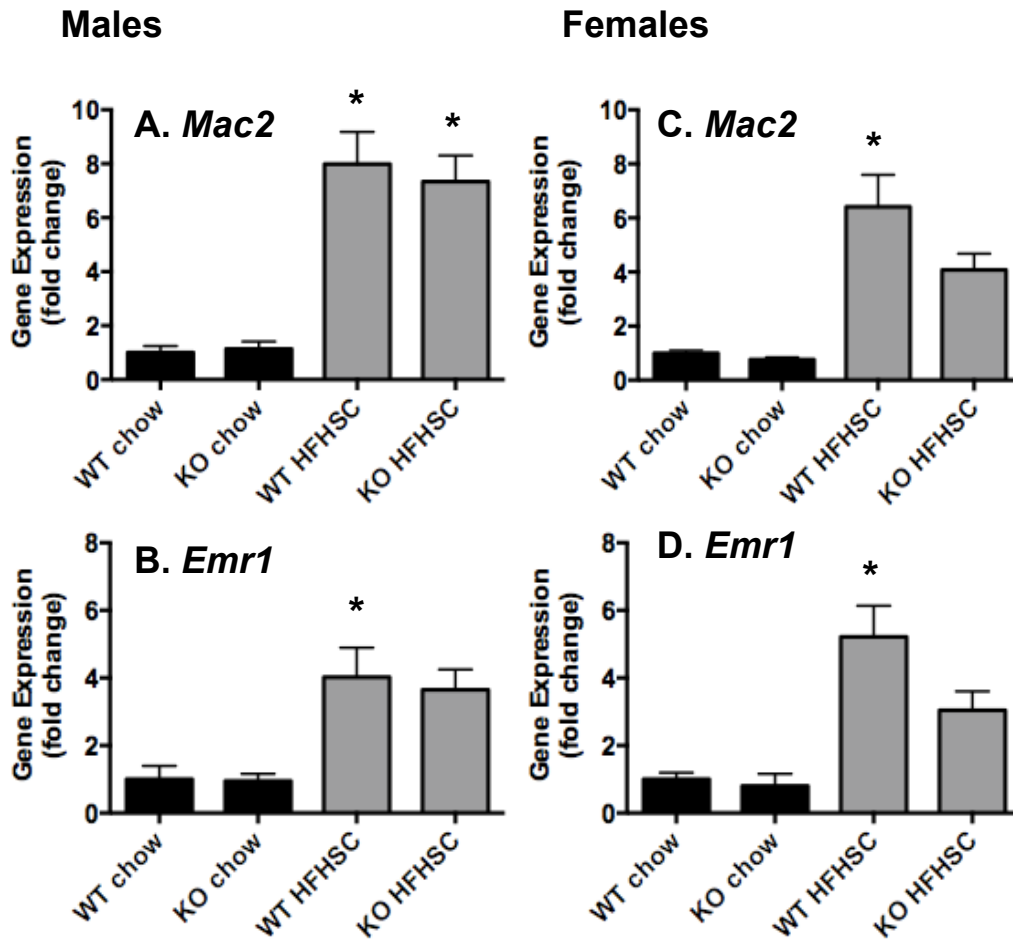 Males
Females
A. Mac2
* *
Gene Expression
(fold change)
10
8
6
4
2
0
WT chow
KO chow
WT HFHSC
KO HFHSC
C. Mac2
*
Gene Expression
(fold change)
10
8
6
4
2
0
WT chow
KO chow
WT HFHSC
KO HFHSC
B. Emr1
*
Gene Expression
(fold change)
8
6
4
2
0
WT chow
KO chow
WT HFHSC
KO HFHSC
D. Emr1
*
Gene Expression
(fold change)
8
6
4
2
0
WT chow
KO chow
WT HFHSC
KO HFHSC